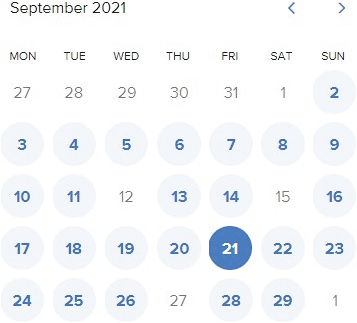 September 2021
MON TUE WED THU FRI SAT SUN
27 28 29 30 31 1 2
3 4 5 6 7 8 9
10 11 12 13 14 15 16
17 18 19 20 21 22 23
24 25 26 27 28 29 1